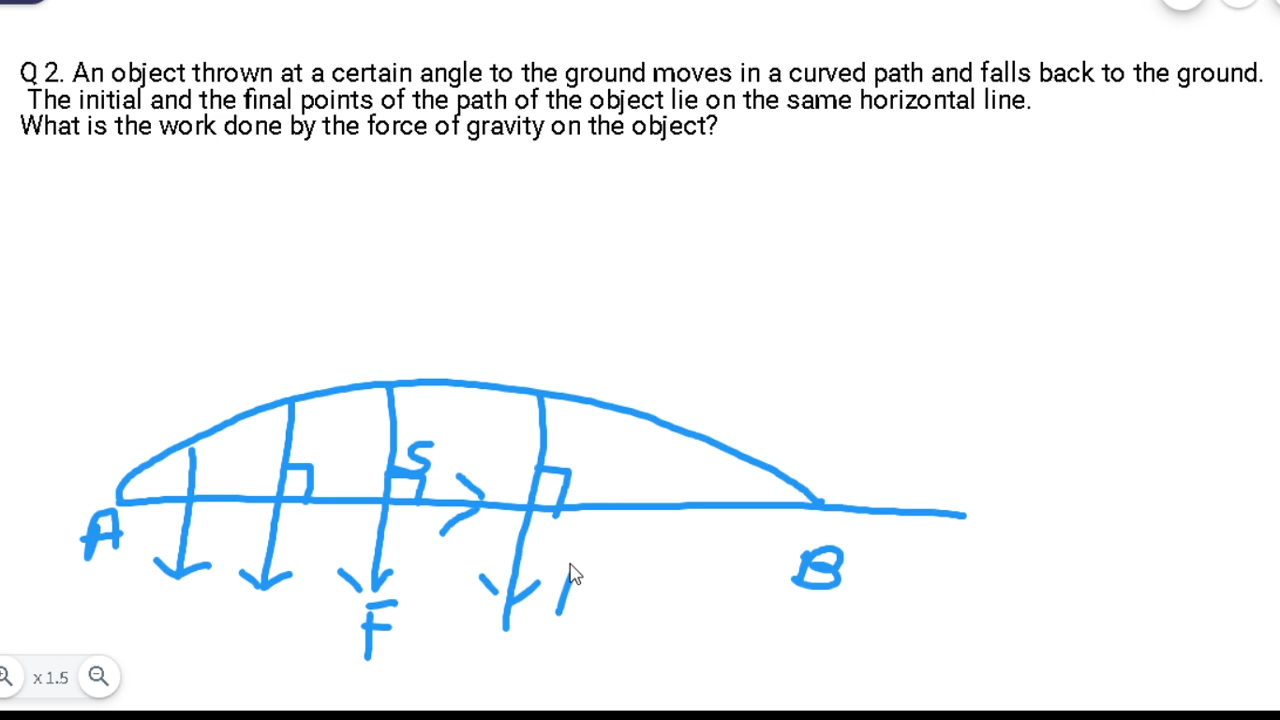 Q 2. An object thrown at a certain angle to the ground moves in a curved path and falls back to the ground.
The initial and the final points of the path of the object lie on the same horizontal line.
What is the work done by the force of gravity on the object?
S
A
B
F
x 1.5